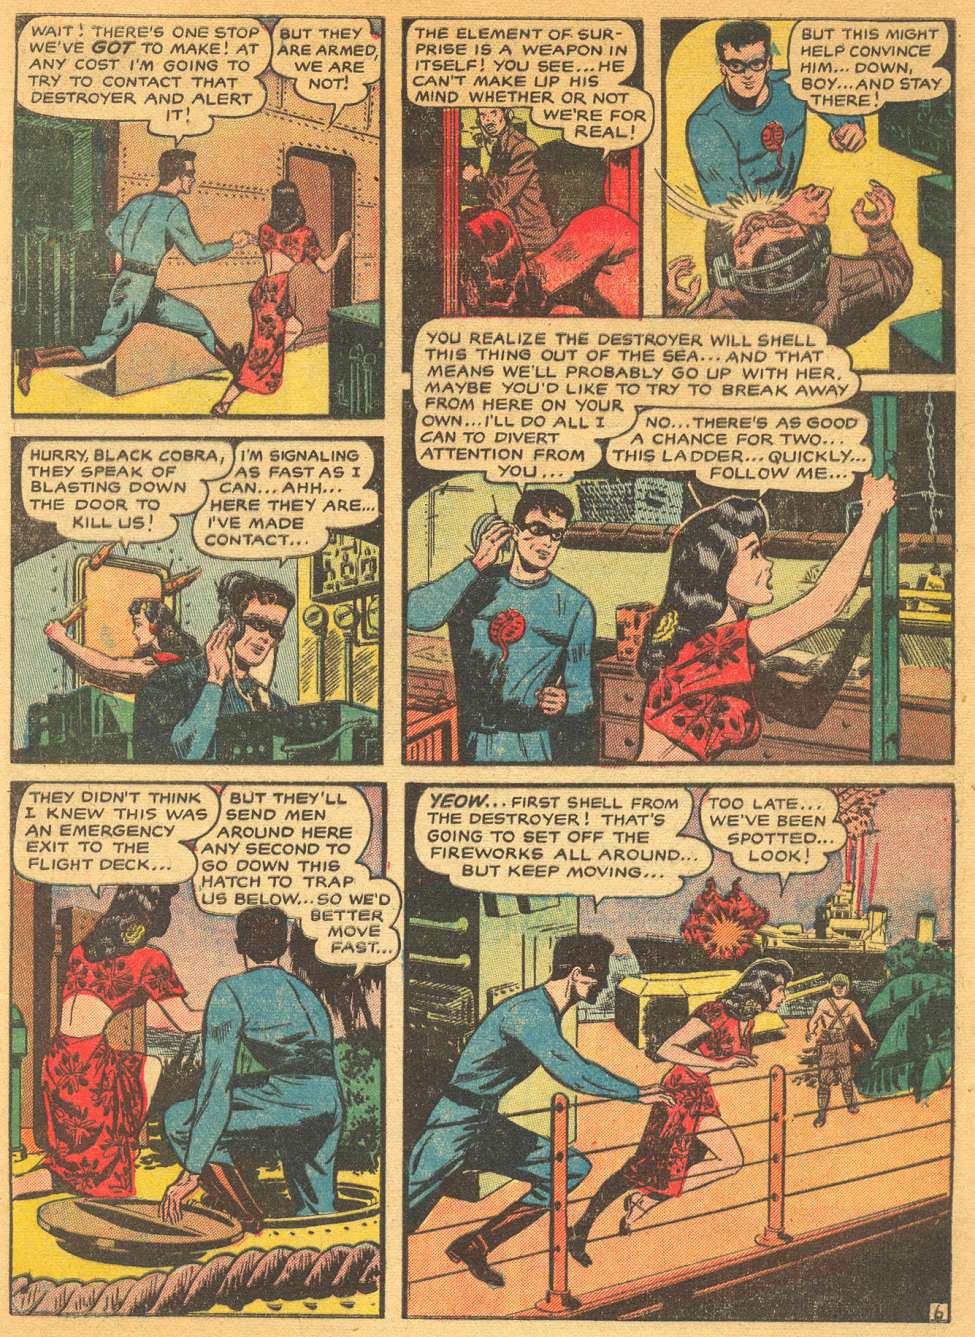 WAIT! THERE'S ONE STOP
WE'VE GOT TO MAKE! AT
ANY COST I'M GOING TO
TRY TO CONTACT THAT
DESTROYER AND ALERT
IT!
BUT THEY
ARE ARMED,
WE ARE
NOT!
THE ELEMENT OF SUR-
PRISE IS A WEAPON IN
ITSELF! YOU SEE... HE
CAN'T MAKE UP HIS
MIND WHETHER OR NOT
WE'RE FOR
REAL!
BUT THIS MIGHT
HELP CONVINCE
HIM... DOWN,
BOY... AND STAY
THERE!
HURRY, BLACK COBRA,
THEY SPEAK OF
BLASTING DOWN
THE DOOR TO
KILL US!
I'M SIGNALING
AS FAST AS I
CAN... AHH...
HERE THEY ARE...
I'VE MADE
CONTACT...
YOU REALIZE THE DESTROYER WILL SHELL
THIS THING OUT OF THE SEA... AND THAT
MEANS WE'LL PROBABLY GO UP WITH HER.
MAYBE YOU'D LIKE TO TRY TO BREAK AWAY
FROM HERE ON YOUR
OWN... I'LL DO ALL I
CAN TO DIVERT
ATTENTION FROM
YOU...
NO... THERE'S AS GOOD
A CHANCE FOR TWO...
THIS LADDER... QUICKLY...
FOLLOW ME...
THEY DIDN'T THINK
I KNEW THIS WAS
AN EMERGENCY
EXIT TO THE
FLIGHT DECK...
BUT THEY'LL
SEND MEN
AROUND HERE
ANY SECOND TO
GO DOWN THIS
HATCH TO TRAP
US BELOW... SO WE'D
BETTER
MOVE
FAST...
YEOW... FIRST SHELL FROM
THE DESTROYER! THAT'S
GOING TO SET OFF THE
FIREWORKS ALL AROUND...
BUT KEEP MOVING...
TOO LATE...
WE'VE BEEN
SPOTTED...
LOOK!
6